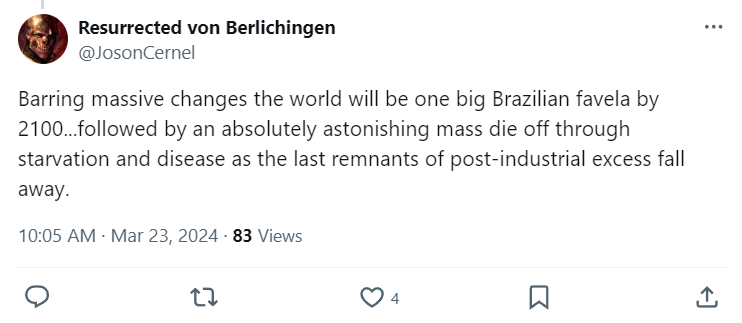 Resurrected von Berlichingen
@JosonCernel
Barring massive changes the world will be one big Brazilian favela by
2100...followed by an absolutely astonishing mass die off through
starvation and disease as the last remnants of post-industrial excess fall
away.
10:05 AM · Mar 23, 2024 · 83 Views
4